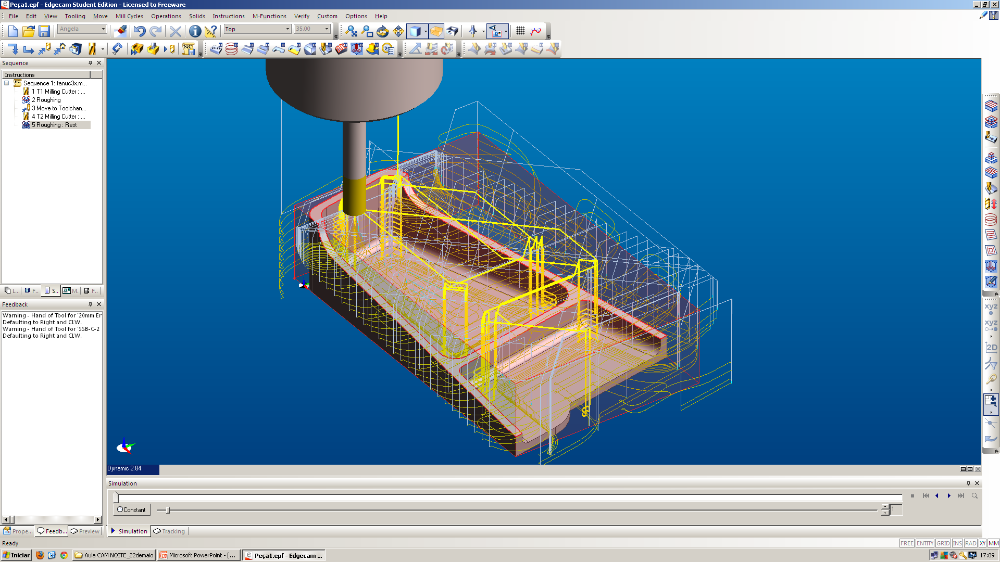 Peça1.epf - Edgecam Student Edition - Licensed to Freeware
File Edit View Tooling Move Mill Cycles Operations Solids Instructions M-Functions Verify Custom Options Help
Angela Top 35.00
Sequence
Instructions
Sequence 1: fanuc3x.m...
1 T1 Milling Cutter : ...
2 Roughing
3 Move to Toolchan...
4 T2 Milling Cutter : ...
5 Roughing : Rest
L... F... S... M... F...
Feedback
Warning - Hand of Tool for '20mm Er
Defaulting to Right and CLW.
Warning - Hand of Tool for 'SSB-C-2
Defaulting to Right and CLW.
Prope... Feedb... Preview
xyz
xyz
2D
Dynamic 2.84
Simulation
Constant 1
Simulation Tracking
Ready
FREE ENTITY GRID INS RAD XY MM
Iniciar Aula CAM NOITE_22demaio Microsoft PowerPoint - [... Peça1.epf - Edgecam ... 17:09